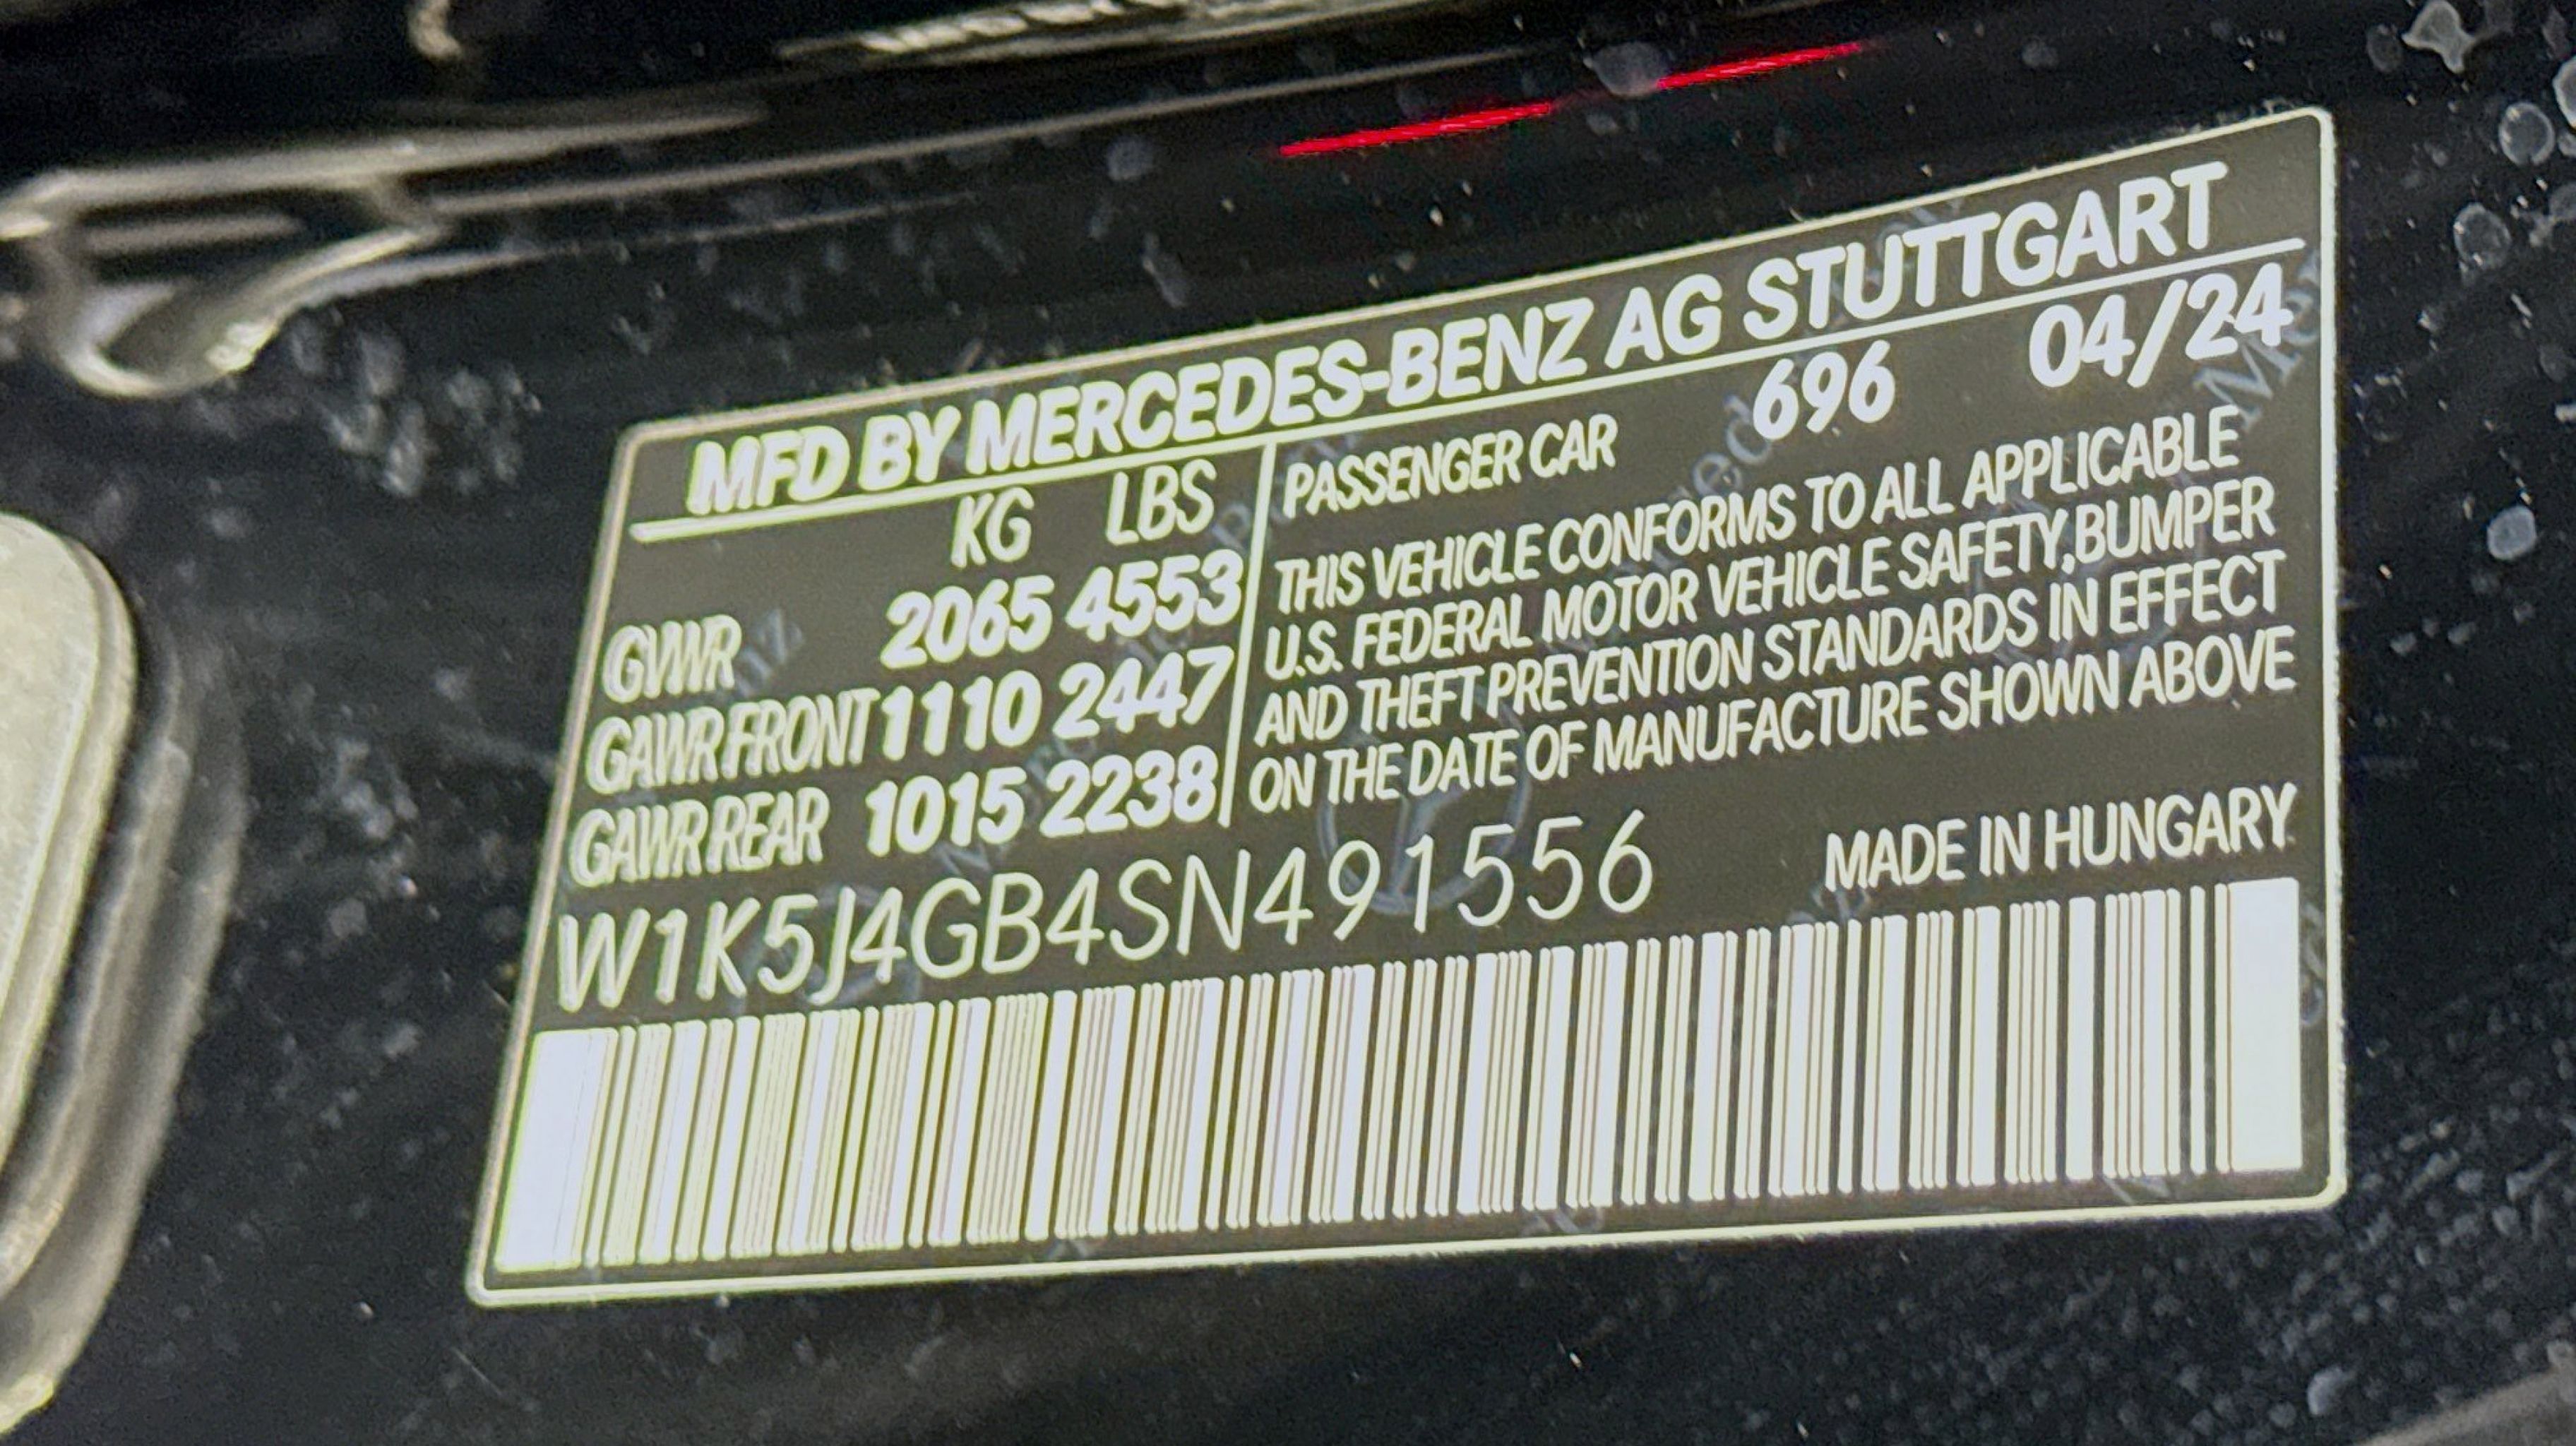 MFD BY MERCEDES-BENZ AG STUTTGART
KG LBS
GVWR 2065 4553
GAWR FRONT 1110 2447
GAWR REAR 1015 2238
PASSENGER CAR 696 04/24
THIS VEHICLE CONFORMS TO ALL APPLICABLE
U.S. FEDERAL MOTOR VEHICLE SAFETY,BUMPER
AND THEFT PREVENTION STANDARDS IN EFFECT
ON THE DATE OF MANUFACTURE SHOWN ABOVE
W1K5J4GB4SN491556 MADE IN HUNGARY